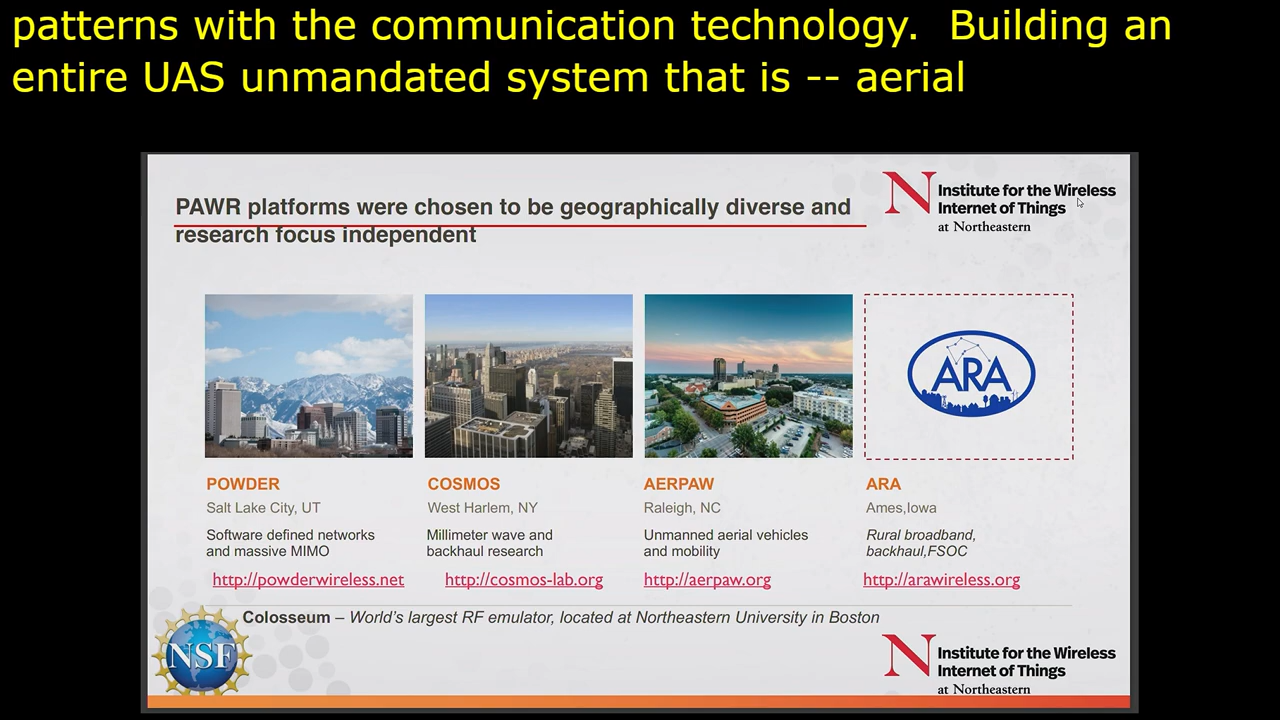 patterns with the communication technology.  Building an
entire UAS unmandated system that is -- aerial
PAWR platforms were chosen to be geographically diverse and
research focus independent
N Institute for the Wireless
Internet of Things
at Northeastern
ARA
POWDER
Salt Lake City, UT
Software defined networks
and massive MIMO
http://powderwireless.net
COSMOS
West Harlem, NY
Millimeter wave and
backhaul research
http://cosmos-lab.org
AERPAW
Raleigh, NC
Unmanned aerial vehicles
and mobility
http://aerpaw.org
ARA
Ames,Iowa
Rural broadband,
backhaul,FSOC
http://arawireless.org
Colosseum – World's largest RF emulator, located at Northeastern University in Boston
NSF
N Institute for the Wireless
Internet of Things
at Northeastern